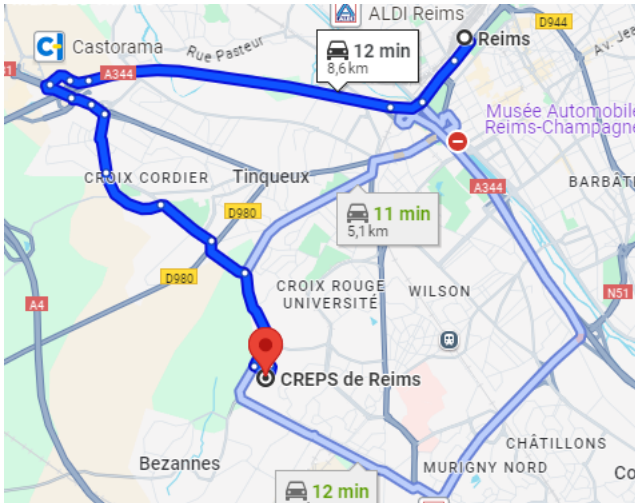 ALDI Reims
D944
Reims
Av. Jea
Castorama
Rue Pasteur
12 min
8,6 km
A344
Musée Automobile
Reims-Champagne
CROIX CORDIER
Tinqueux
A344
BARBÂT
D980
11 min
5,1 km
D980
CROIX ROUGE
UNIVERSITÉ
WILSON
A4
N51
CREPS de Reims
CHÂTILLONS
Bezannes
MURIGNY NORD
Co
12 min